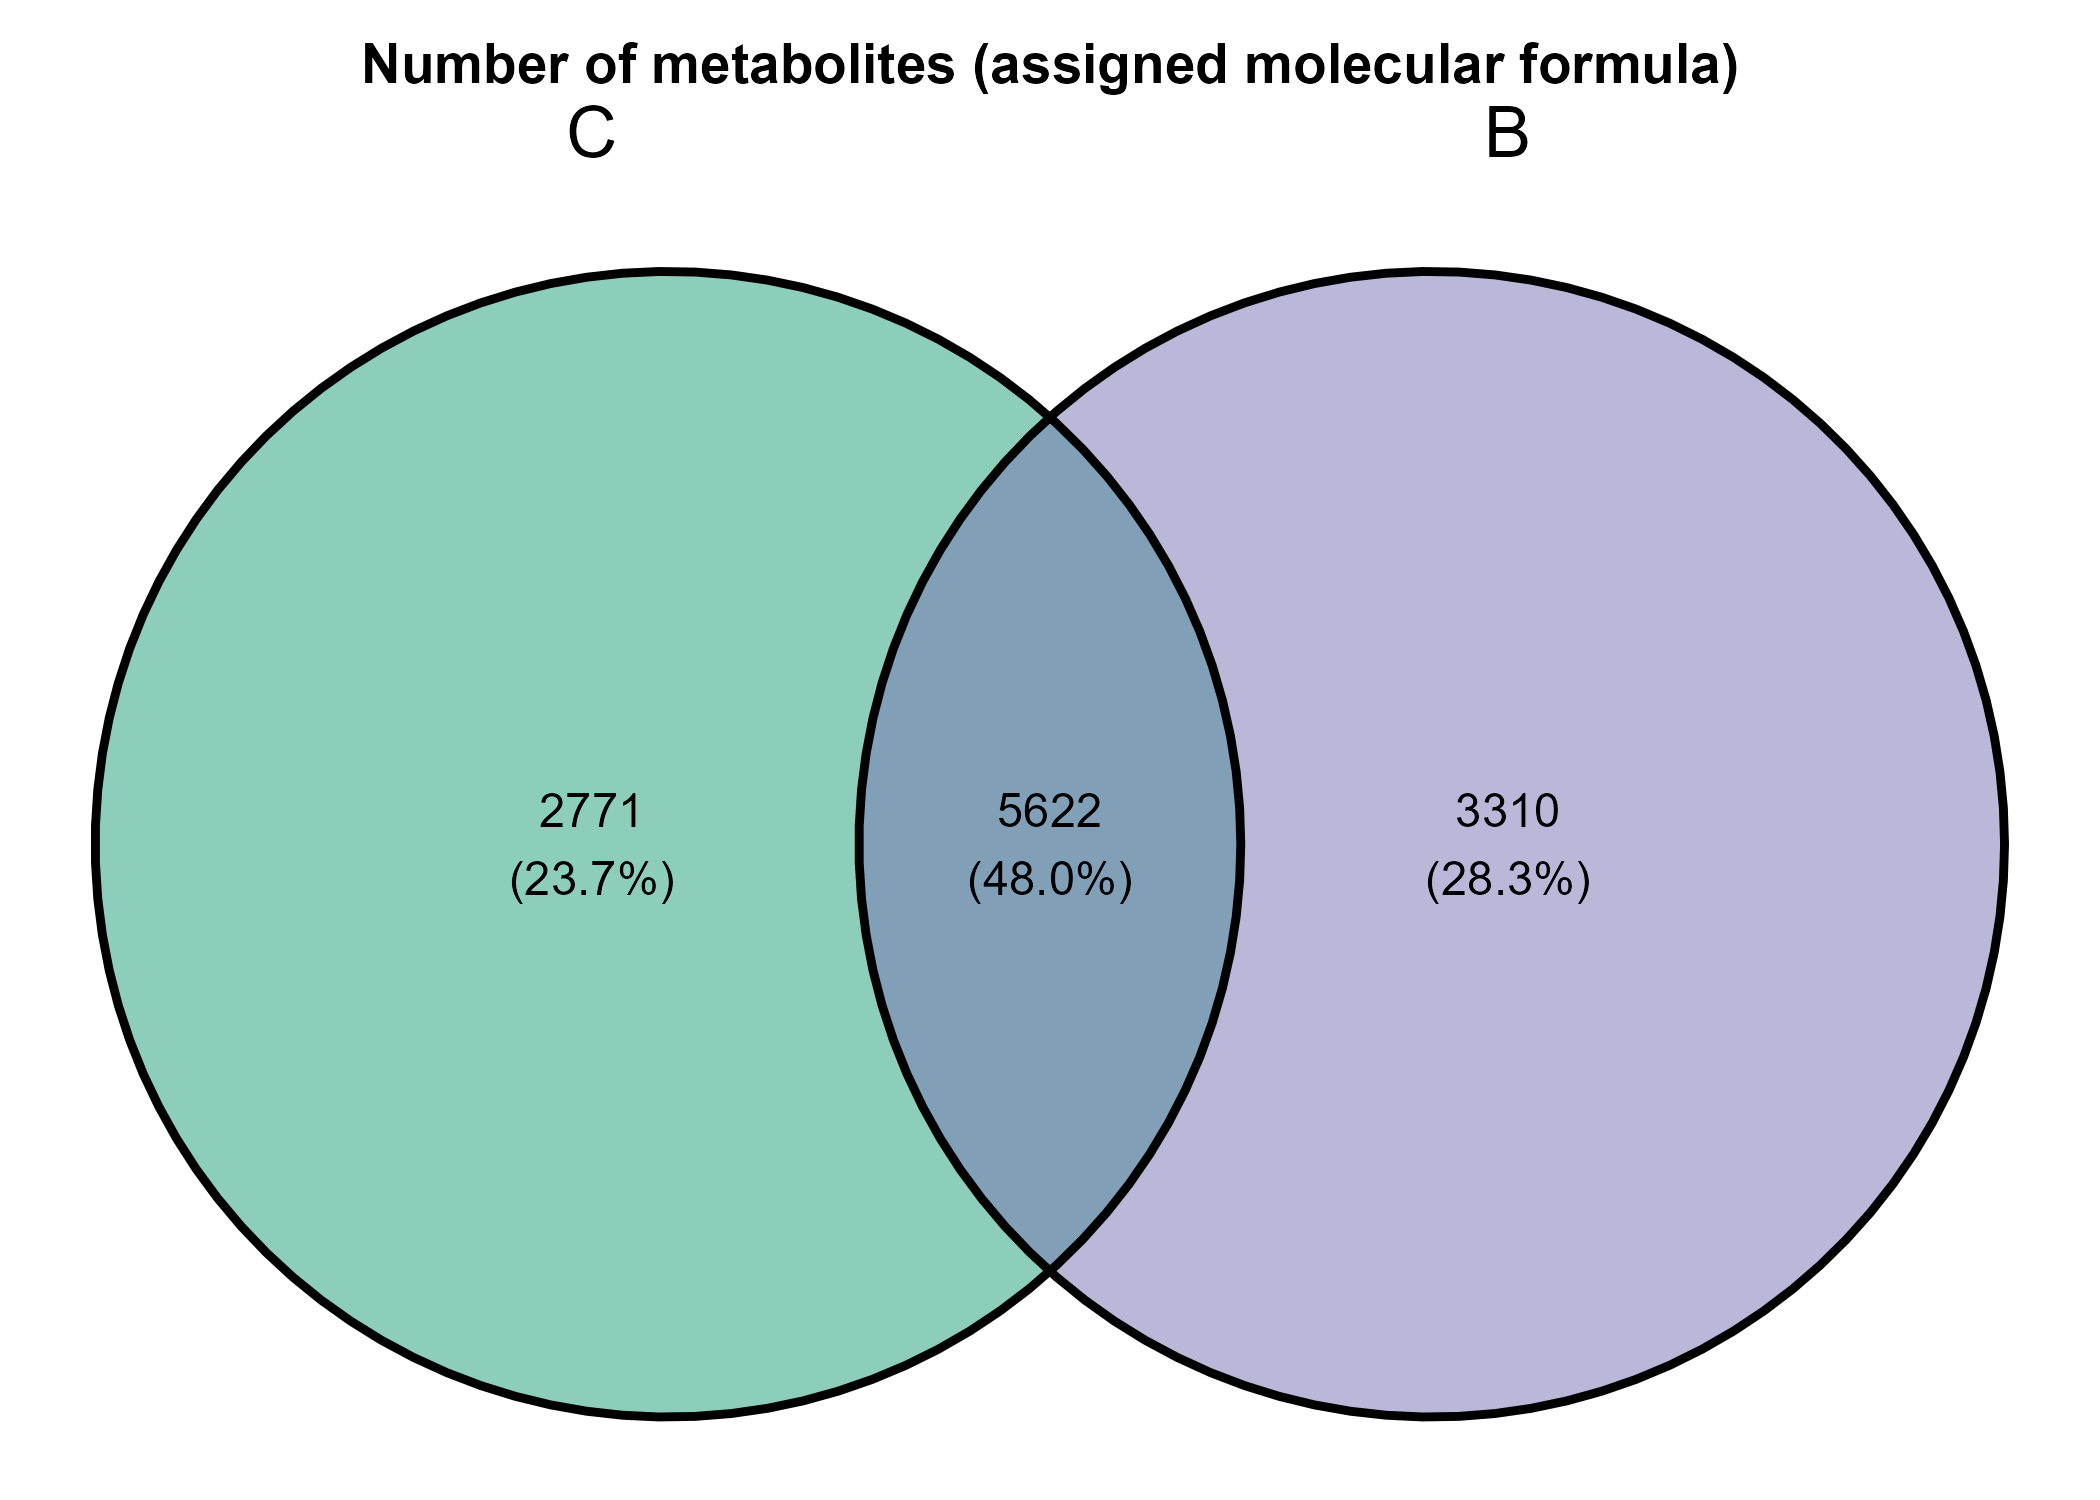 Number of metabolites (assigned molecular formula)
C B
2771 5622 3310
(23.7%) (48.0%) (28.3%)